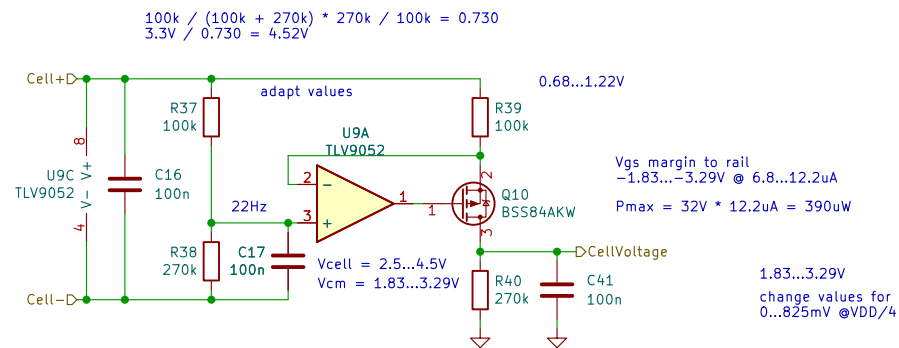 100k / (100k + 270k) * 270k / 100k = 0.730
3.3V / 0.730 = 4.52V
Cell+
adapt values
0.68...1.22V
R37
100k
R39
100k
U9A
TLV9052
8
V+
U9C
TLV9052
V-
4
C16
100n
2
−
1
3
+
1
2
Q10
BSS84AKW
3
Vgs margin to rail
-1.83...-3.29V @ 6.8...12.2uA
Pmax = 32V * 12.2uA = 390uW
22Hz
R38
270k
C17
100n
Vcell = 2.5...4.5V
Vcm = 1.83...3.29V
CellVoltage
R40
270k
C41
100n
1.83...3.29V
change values for
0...825mV @VDD/4
Cell-